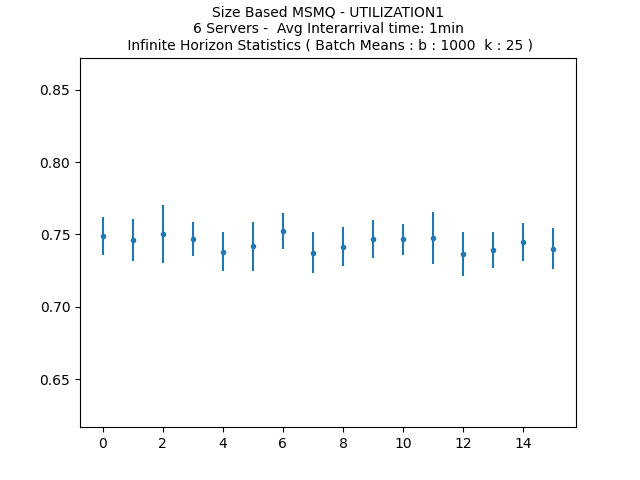 Size Based MSMQ - UTILIZATION1
6 Servers -  Avg Interarrival time: 1min
Infinite Horizon Statistics ( Batch Means : b : 1000  k : 25 )
0.85
0.80
0.75
0.70
0.65
0 2 4 6 8 10 12 14